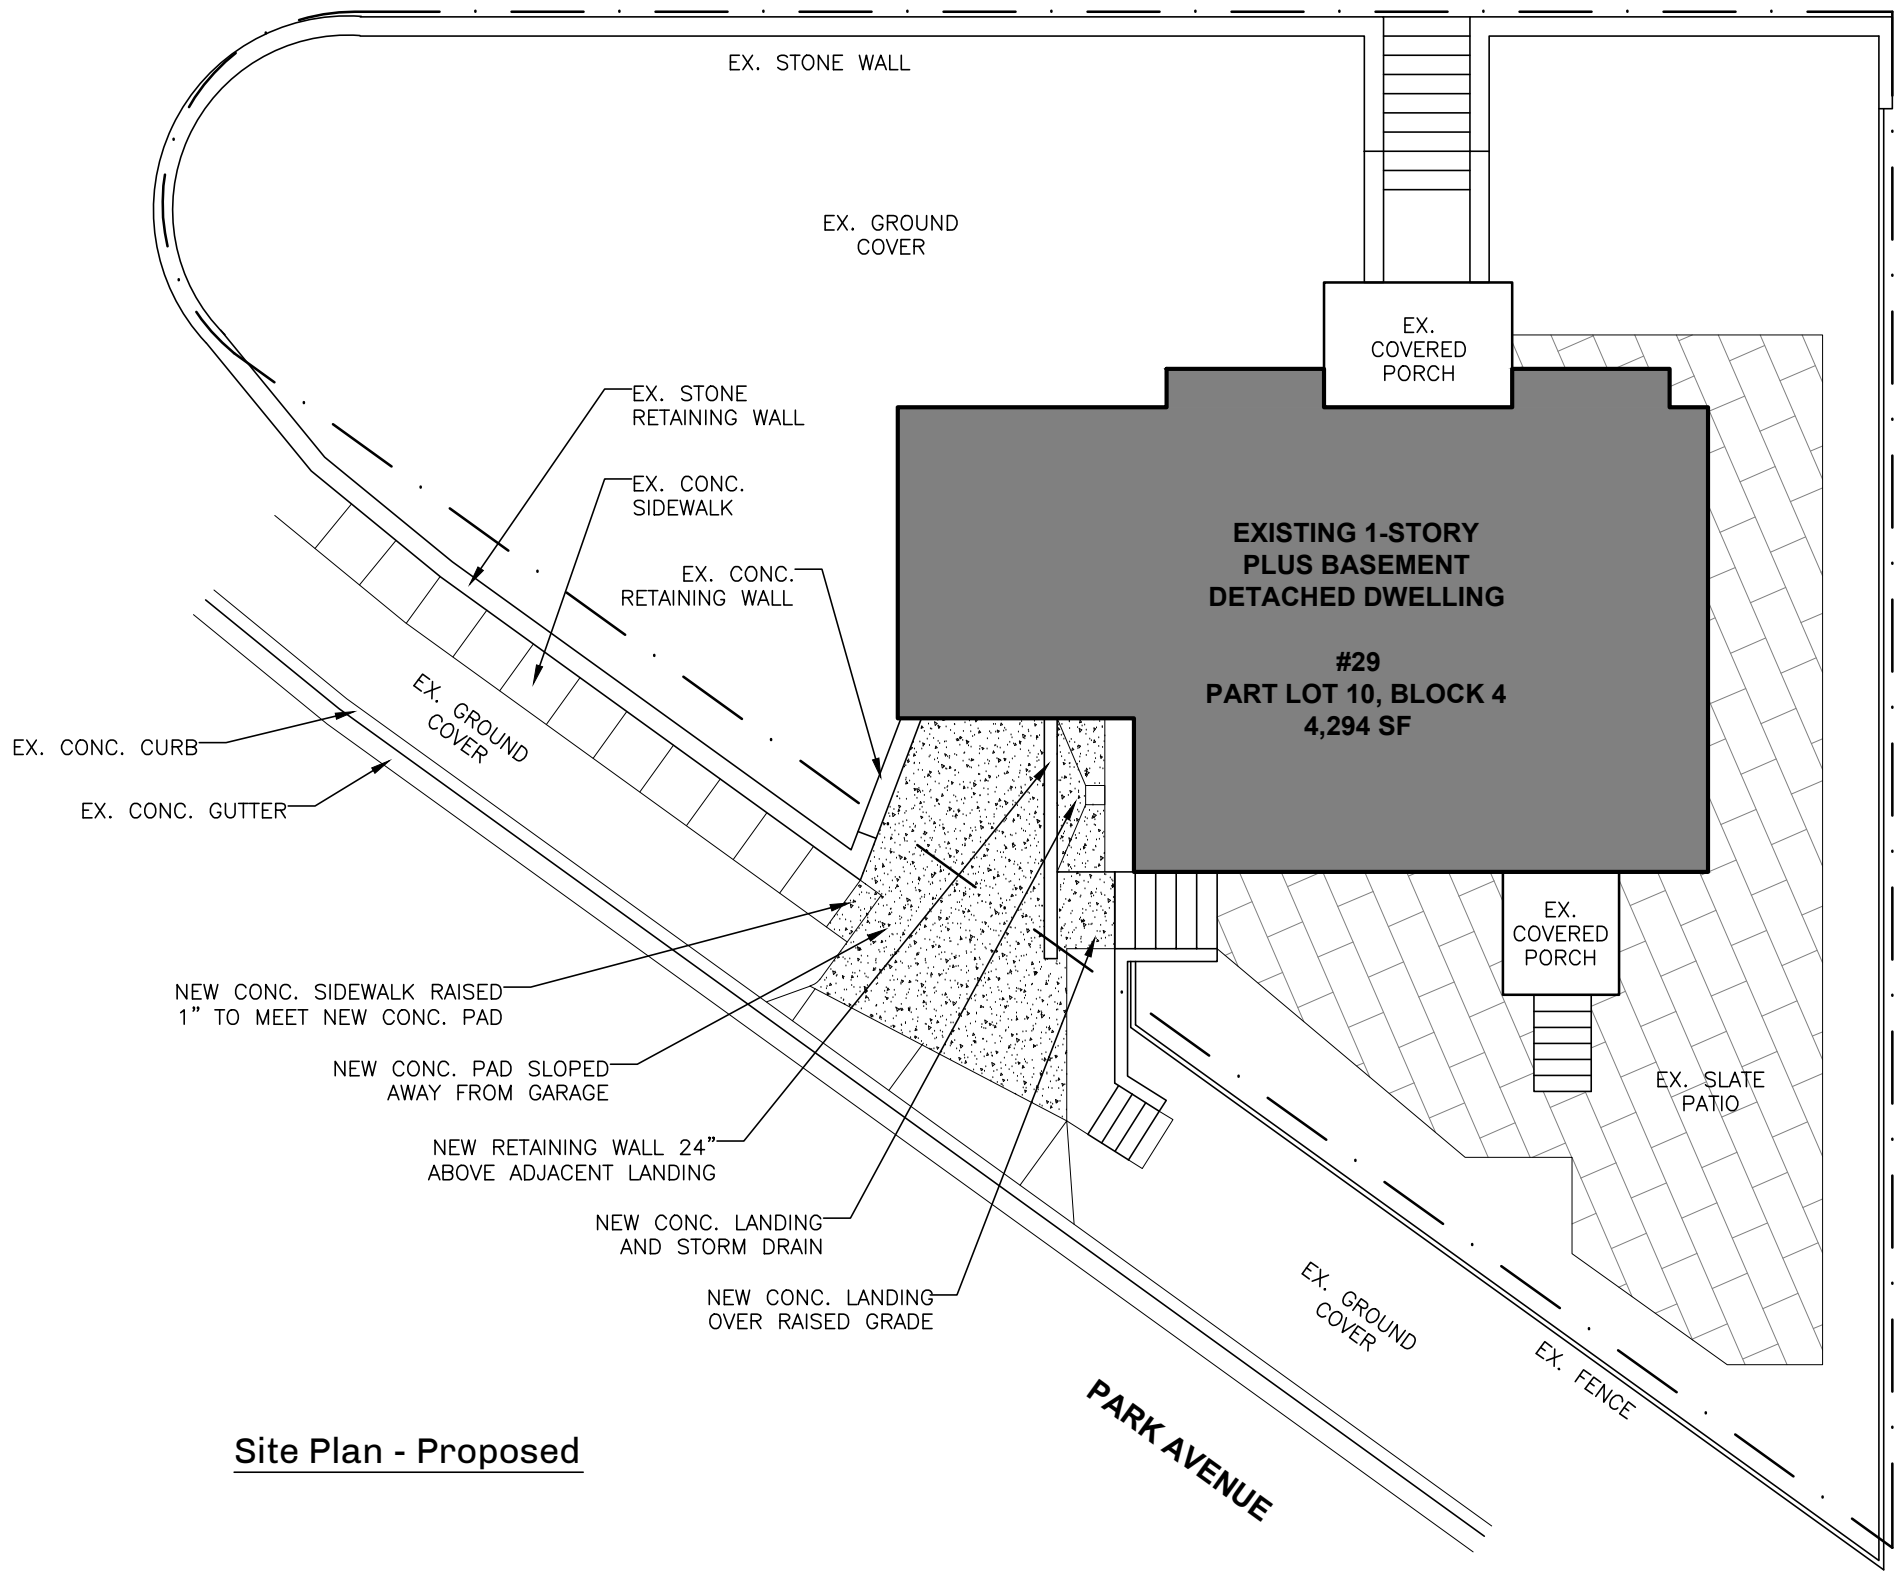 EX. STONE WALL
EX. GROUND
COVER
EX.
COVERED
PORCH
EX. STONE
RETAINING WALL
EX. CONC.
SIDEWALK
EX. CONC.
RETAINING WALL
EXISTING 1-STORY
PLUS BASEMENT
DETACHED DWELLING
#29
PART LOT 10, BLOCK 4
4,294 SF
EX. GROUND
COVER
EX. CONC. CURB
EX. CONC. GUTTER
EX.
COVERED
PORCH
NEW CONC. SIDEWALK RAISED
1” TO MEET NEW CONC. PAD
NEW CONC. PAD SLOPED
AWAY FROM GARAGE
EX. SLATE
PATIO
NEW RETAINING WALL 24”
ABOVE ADJACENT LANDING
NEW CONC. LANDING
AND STORM DRAIN
NEW CONC. LANDING
OVER RAISED GRADE
EX. GROUND
COVER
EX. FENCE
PARK AVENUE
Site Plan - Proposed